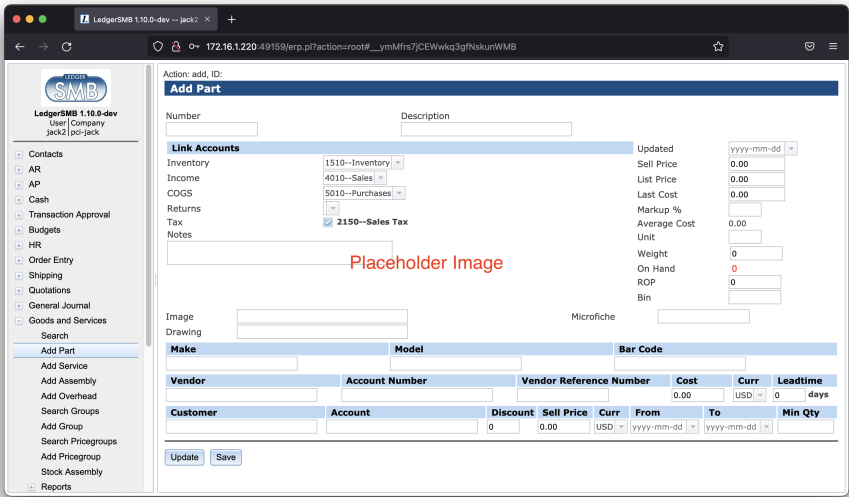 LedgerSMB 1.10.0-dev -- jack2
172.16.1.220:49159/erp.pl?action=root#__ymMfrs7jCEWwkq3gfNskunWMB
LEDGER
SMB
LedgerSMB 1.10.0-dev
User Company
jack2 pci-jack
Contacts
AR
AP
Cash
Transaction Approval
Budgets
HR
Order Entry
Shipping
Quotations
General Journal
Goods and Services
Search
Add Part
Add Service
Add Assembly
Add Overhead
Search Groups
Add Group
Search Pricegroups
Add Pricegroup
Stock Assembly
Reports
Action: add, ID:
Add Part
Number Description
Link Accounts
Inventory 1510--Inventory
Income 4010--Sales
COGS 5010--Purchases
Returns
Tax 2150--Sales Tax
Notes
Updated yyyy-mm-dd
Sell Price 0.00
List Price 0.00
Last Cost 0.00
Markup %
Average Cost 0.00
Unit
Weight 0
On Hand 0
ROP 0
Bin
Placeholder Image
Image Microfiche
Drawing
Make Model Bar Code
Vendor Account Number Vendor Reference Number Cost Curr Leadtime
0.00 USD 0 days
Customer Account Discount Sell Price Curr From To Min Qty
0 0.00 USD yyyy-mm-dd yyyy-mm-dd
Update Save